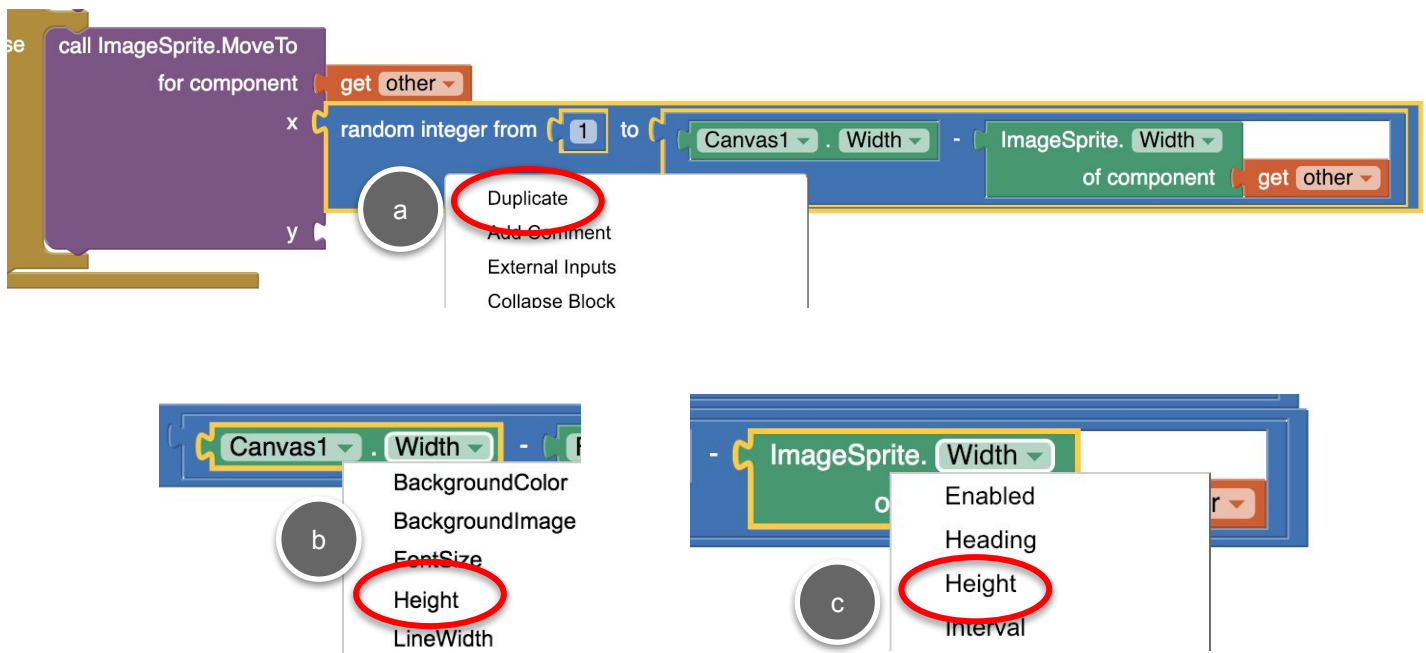 se call ImageSprite.MoveTo
for component get other
x random integer from 1 to Canvas1 . Width - ImageSprite. Width
of component get other
a
Duplicate
Add Comment
External Inputs
Collapse Block
y
Canvas1 . Width -
BackgroundColor
BackgroundImage
FontSize
Height
LineWidth
b
- ImageSprite. Width
Enabled
Heading
Height
Interval
c